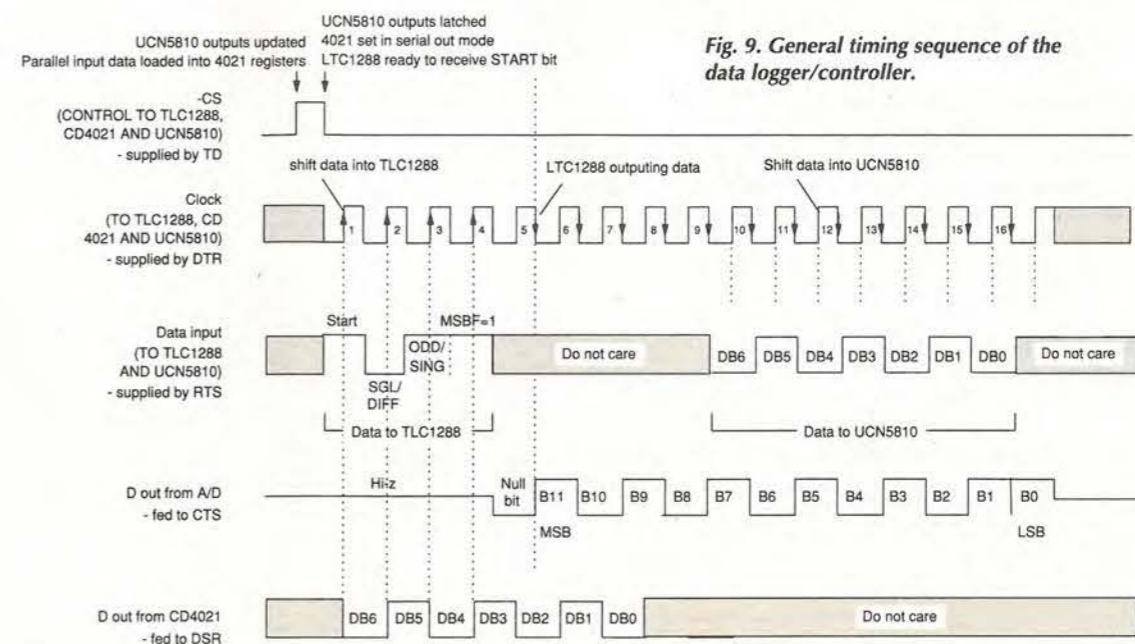 UCN5810 outputs updated
Parallel input data loaded into 4021 registers
UCN5810 outputs latched
4021 set in serial out mode
LTC1288 ready to receive START bit
Fig. 9. General timing sequence of the
data logger/controller.
-CS
(CONTROL TO TLC1288,
CD4021 AND UCN5810)
- supplied by TD
shift data into TLC1288
LTC1288 outputing data
Shift data into UCN5810
Clock
(TO TLC1288, CD
4021 AND UCN5810)
- supplied by DTR
1 2 3 4 5 6 7 8 9 10 11 12 13 14 15 16
Data input
(TO TLC1288
AND UCN5810)
- supplied by RTS
Start
SGL/
DIFF
ODD/
SING
MSBF=1
Do not care
DB6 DB5 DB4 DB3 DB2 DB1 DB0
Do not care
Data to TLC1288
Data to UCN5810
D out from A/D
- fed to CTS
Hi-z
Null
bit
B11 B10 B9 B8 B7 B6 B5 B4 B3 B2 B1 B0
MSB
LSB
D out from CD4021
- fed to DSR
DB6 DB5 DB4 DB3 DB2 DB1 DB0
Do not care